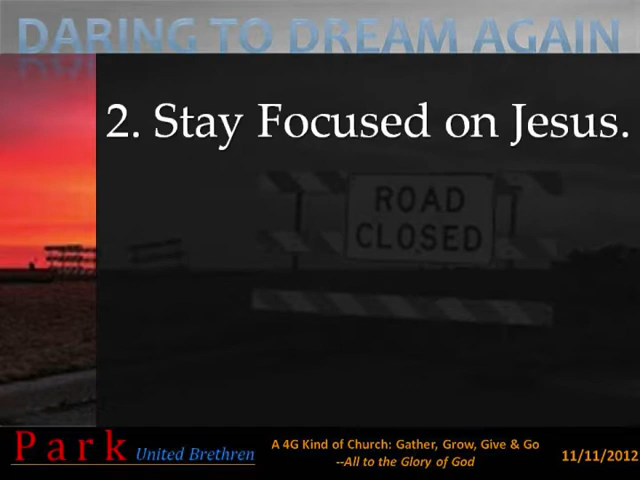 DARING TO DREAM AGAIN
2. Stay Focused on Jesus.
ROAD
CLOSED
Park United Brethren
A 4G Kind of Church: Gather, Grow, Give & Go
--All to the Glory of God
11/11/2012